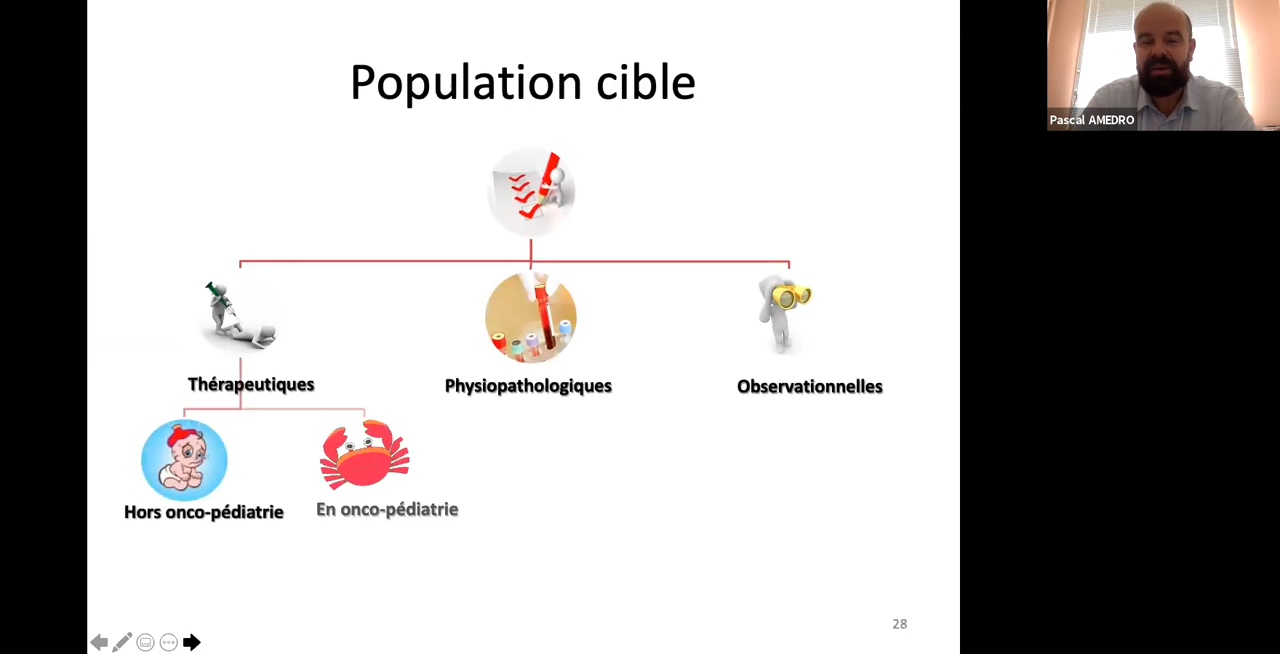 Population cible
Pascal AMEDRO
Thérapeutiques
Physiopathologiques
Observationnelles
Hors onco-pédiatrie
En onco-pédiatrie
28